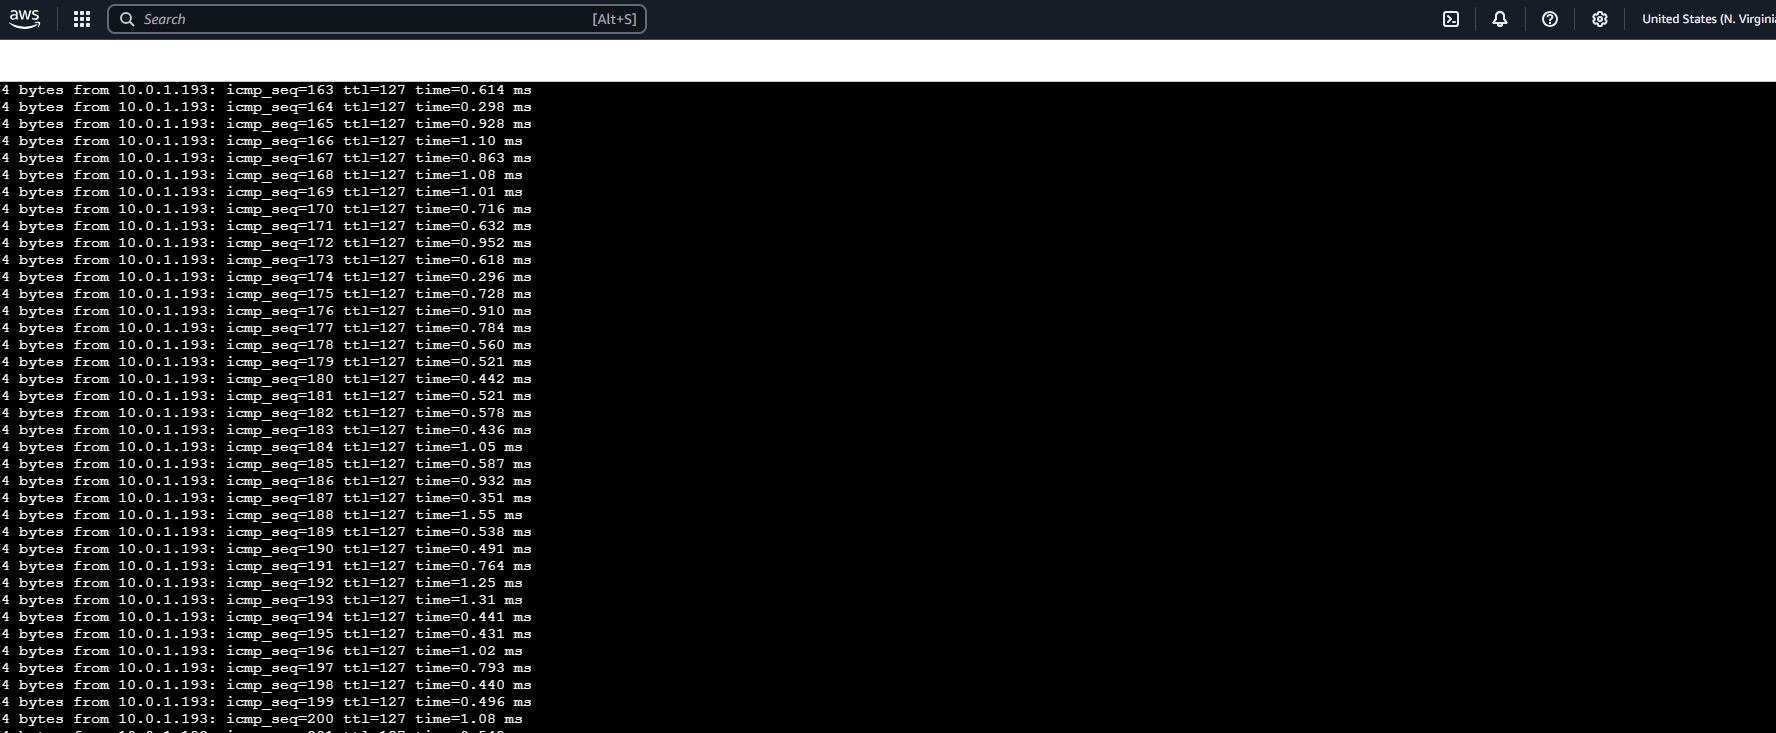 aws
Search [Alt+S]
United States (N. Virginia
4 bytes from 10.0.1.193: icmp_seq=163 ttl=127 time=0.614 ms
4 bytes from 10.0.1.193: icmp_seq=164 ttl=127 time=0.298 ms
4 bytes from 10.0.1.193: icmp_seq=165 ttl=127 time=0.928 ms
4 bytes from 10.0.1.193: icmp_seq=166 ttl=127 time=1.10 ms
4 bytes from 10.0.1.193: icmp_seq=167 ttl=127 time=0.863 ms
4 bytes from 10.0.1.193: icmp_seq=168 ttl=127 time=1.08 ms
4 bytes from 10.0.1.193: icmp_seq=169 ttl=127 time=1.01 ms
4 bytes from 10.0.1.193: icmp_seq=170 ttl=127 time=0.716 ms
4 bytes from 10.0.1.193: icmp_seq=171 ttl=127 time=0.632 ms
4 bytes from 10.0.1.193: icmp_seq=172 ttl=127 time=0.952 ms
4 bytes from 10.0.1.193: icmp_seq=173 ttl=127 time=0.618 ms
4 bytes from 10.0.1.193: icmp_seq=174 ttl=127 time=0.296 ms
4 bytes from 10.0.1.193: icmp_seq=175 ttl=127 time=0.728 ms
4 bytes from 10.0.1.193: icmp_seq=176 ttl=127 time=0.910 ms
4 bytes from 10.0.1.193: icmp_seq=177 ttl=127 time=0.784 ms
4 bytes from 10.0.1.193: icmp_seq=178 ttl=127 time=0.560 ms
4 bytes from 10.0.1.193: icmp_seq=179 ttl=127 time=0.521 ms
4 bytes from 10.0.1.193: icmp_seq=180 ttl=127 time=0.442 ms
4 bytes from 10.0.1.193: icmp_seq=181 ttl=127 time=0.521 ms
4 bytes from 10.0.1.193: icmp_seq=182 ttl=127 time=0.578 ms
4 bytes from 10.0.1.193: icmp_seq=183 ttl=127 time=0.436 ms
4 bytes from 10.0.1.193: icmp_seq=184 ttl=127 time=1.05 ms
4 bytes from 10.0.1.193: icmp_seq=185 ttl=127 time=0.587 ms
4 bytes from 10.0.1.193: icmp_seq=186 ttl=127 time=0.932 ms
4 bytes from 10.0.1.193: icmp_seq=187 ttl=127 time=0.351 ms
4 bytes from 10.0.1.193: icmp_seq=188 ttl=127 time=1.55 ms
4 bytes from 10.0.1.193: icmp_seq=189 ttl=127 time=0.538 ms
4 bytes from 10.0.1.193: icmp_seq=190 ttl=127 time=0.491 ms
4 bytes from 10.0.1.193: icmp_seq=191 ttl=127 time=0.764 ms
4 bytes from 10.0.1.193: icmp_seq=192 ttl=127 time=1.25 ms
4 bytes from 10.0.1.193: icmp_seq=193 ttl=127 time=1.31 ms
4 bytes from 10.0.1.193: icmp_seq=194 ttl=127 time=0.441 ms
4 bytes from 10.0.1.193: icmp_seq=195 ttl=127 time=0.431 ms
4 bytes from 10.0.1.193: icmp_seq=196 ttl=127 time=1.02 ms
4 bytes from 10.0.1.193: icmp_seq=197 ttl=127 time=0.793 ms
4 bytes from 10.0.1.193: icmp_seq=198 ttl=127 time=0.440 ms
4 bytes from 10.0.1.193: icmp_seq=199 ttl=127 time=0.496 ms
4 bytes from 10.0.1.193: icmp_seq=200 ttl=127 time=1.08 ms